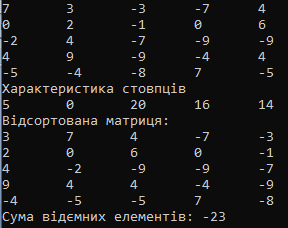 7 3 -3 -7 4
0 2 -1 0 6
-2 4 -7 -9 -9
4 9 -9 -4 4
-5 -4 -8 7 -5
Характеристика стовпців
5 0 20 16 14
Відсортована матриця:
3 7 4 -7 -3
2 0 6 0 -1
4 -2 -9 -9 -7
9 4 4 -4 -9
-4 -5 -5 7 -8
Сума відємних елементів: -23